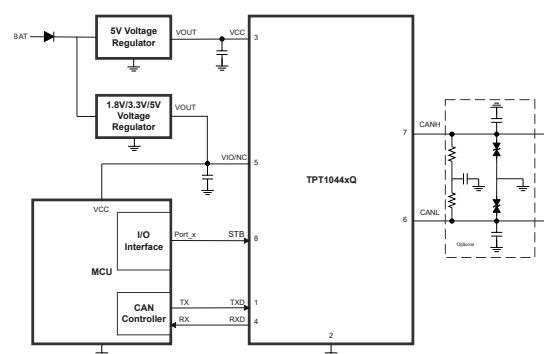 BAT
5V Voltage
Regulator
VOUT
VCC
3
1.8V/3.3V/5V
Voltage
Regulator
VOUT
VIO/NC
5
TPT1044xQ
7
CANH
6
CANL
Optional
VCC
MCU
I/O
Interface
Port_x
STB
8
CAN
Controller
TX
TXD
1
RX
RXD
4
2